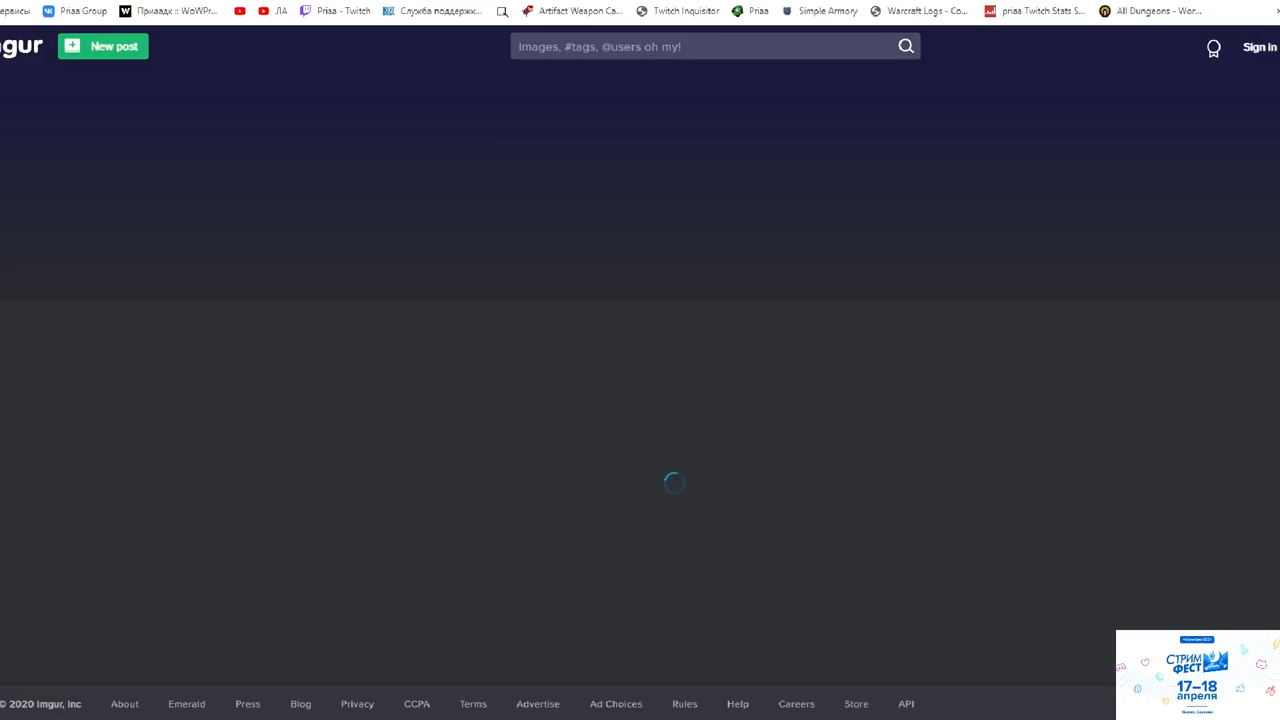 ервисы Priaa Group Приаадк :: WoWPr... ЛА Priaa - Twitch Служба поддержк... Artifact Weapon Ca... Twitch Inquisitor Priaa Simple Armory Warcraft Logs - Co... priaa Twitch Stats S... All Dungeons - Wor...
mgur New post Images, #tags, @users oh my! Sign in
СТРИМ
ФЕСТ
17–18
апреля
© 2020 Imgur, Inc About Emerald Press Blog Privacy CCPA Terms Advertise Ad Choices Rules Help Careers Store API